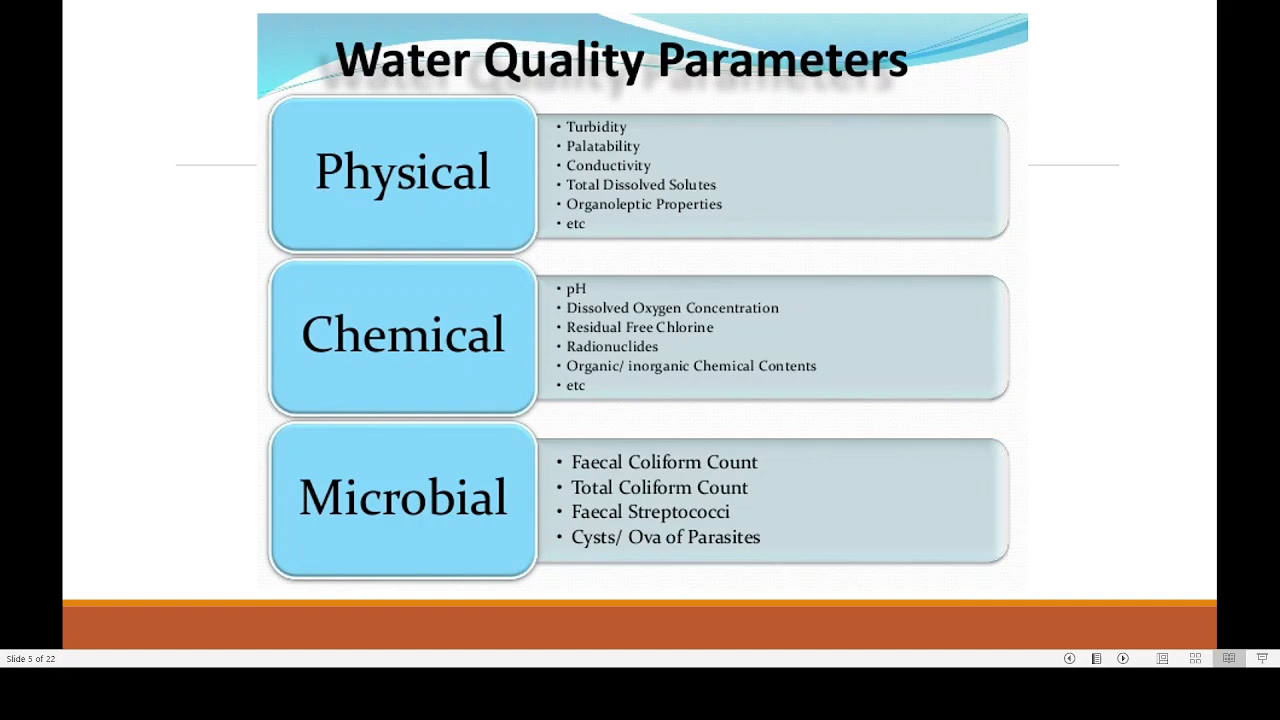 Water Quality Parameters
Physical
• Turbidity
• Palatability
• Conductivity
• Total Dissolved Solutes
• Organoleptic Properties
• etc
Chemical
• pH
• Dissolved Oxygen Concentration
• Residual Free Chlorine
• Radionuclides
• Organic/ inorganic Chemical Contents
• etc
Microbial
• Faecal Coliform Count
• Total Coliform Count
• Faecal Streptococci
• Cysts/ Ova of Parasites
Slide 5 of 22